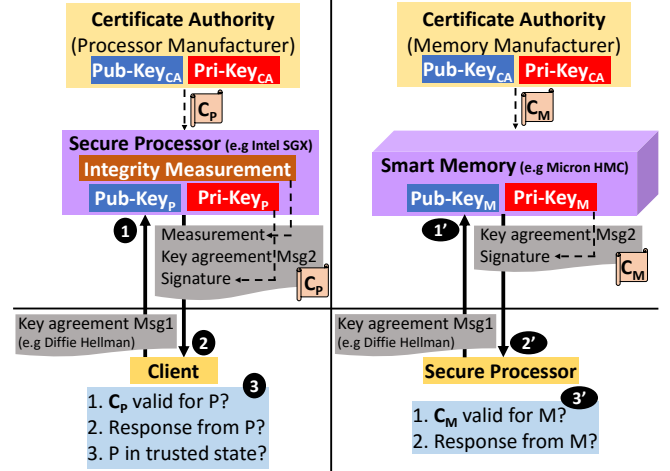 Certificate Authority
(Processor Manufacturer)
Pub-KeyCA Pri-KeyCA
CP
Secure Processor (e.g Intel SGX)
Integrity Measurement
Pub-KeyP Pri-KeyP
1
Measurement
Key agreement Msg2
Signature
CP
Key agreement Msg1
(e.g Diffie Hellman)
2
Client
3
1. CP valid for P?
2. Response from P?
3. P in trusted state?
Certificate Authority
(Memory Manufacturer)
Pub-KeyCA Pri-KeyCA
CM
Smart Memory (e.g Micron HMC)
Pub-KeyM Pri-KeyM
1’
Key agreement Msg2
Signature
CM
Key agreement Msg1
(e.g Diffie Hellman)
2’
Secure Processor
3’
1. CM valid for M?
2. Response from M?